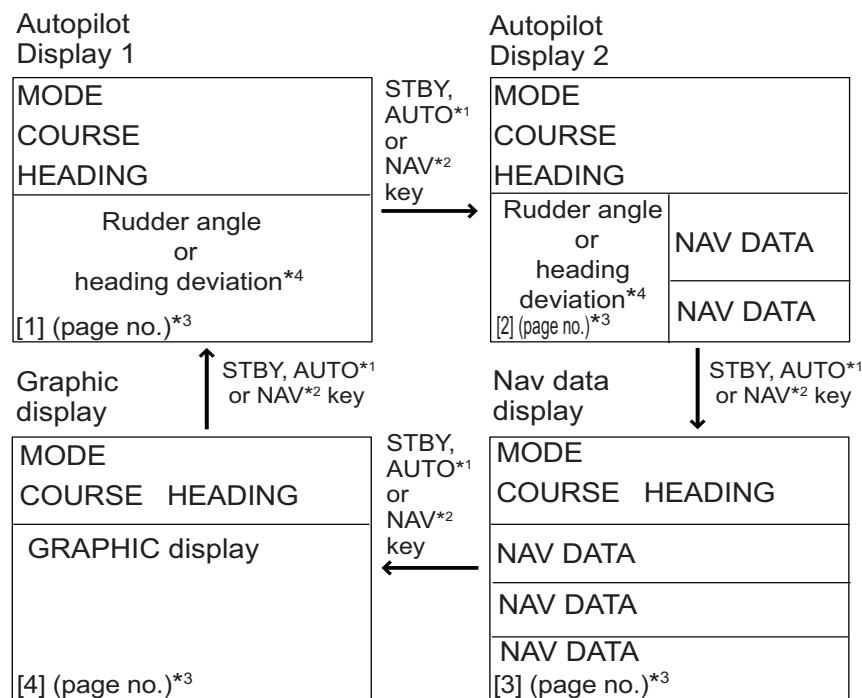 Autopilot
Display 1
MODE
COURSE
HEADING
Rudder angle
or
heading deviation*4
[1] (page no.)*3
STBY,
AUTO*1
or
NAV*2
key
Autopilot
Display 2
MODE
COURSE
HEADING
Rudder angle
or
heading
deviation*4
[2] (page no.)*3
NAV DATA
NAV DATA
STBY, AUTO*1
or NAV*2 key
Nav data
display
MODE
COURSE HEADING
NAV DATA
NAV DATA
NAV DATA
[3] (page no.)*3
STBY,
AUTO*1
or
NAV*2
key
Graphic
display
MODE
COURSE HEADING
GRAPHIC display
[4] (page no.)*3
STBY, AUTO*1
or NAV*2 key